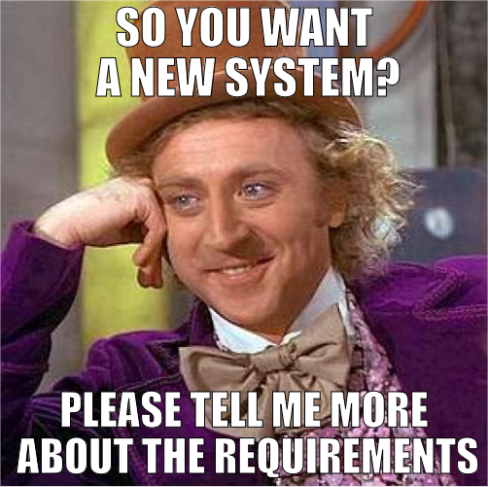 SO YOU WANT
A NEW SYSTEM?
PLEASE TELL ME MORE
ABOUT THE REQUIREMENTS